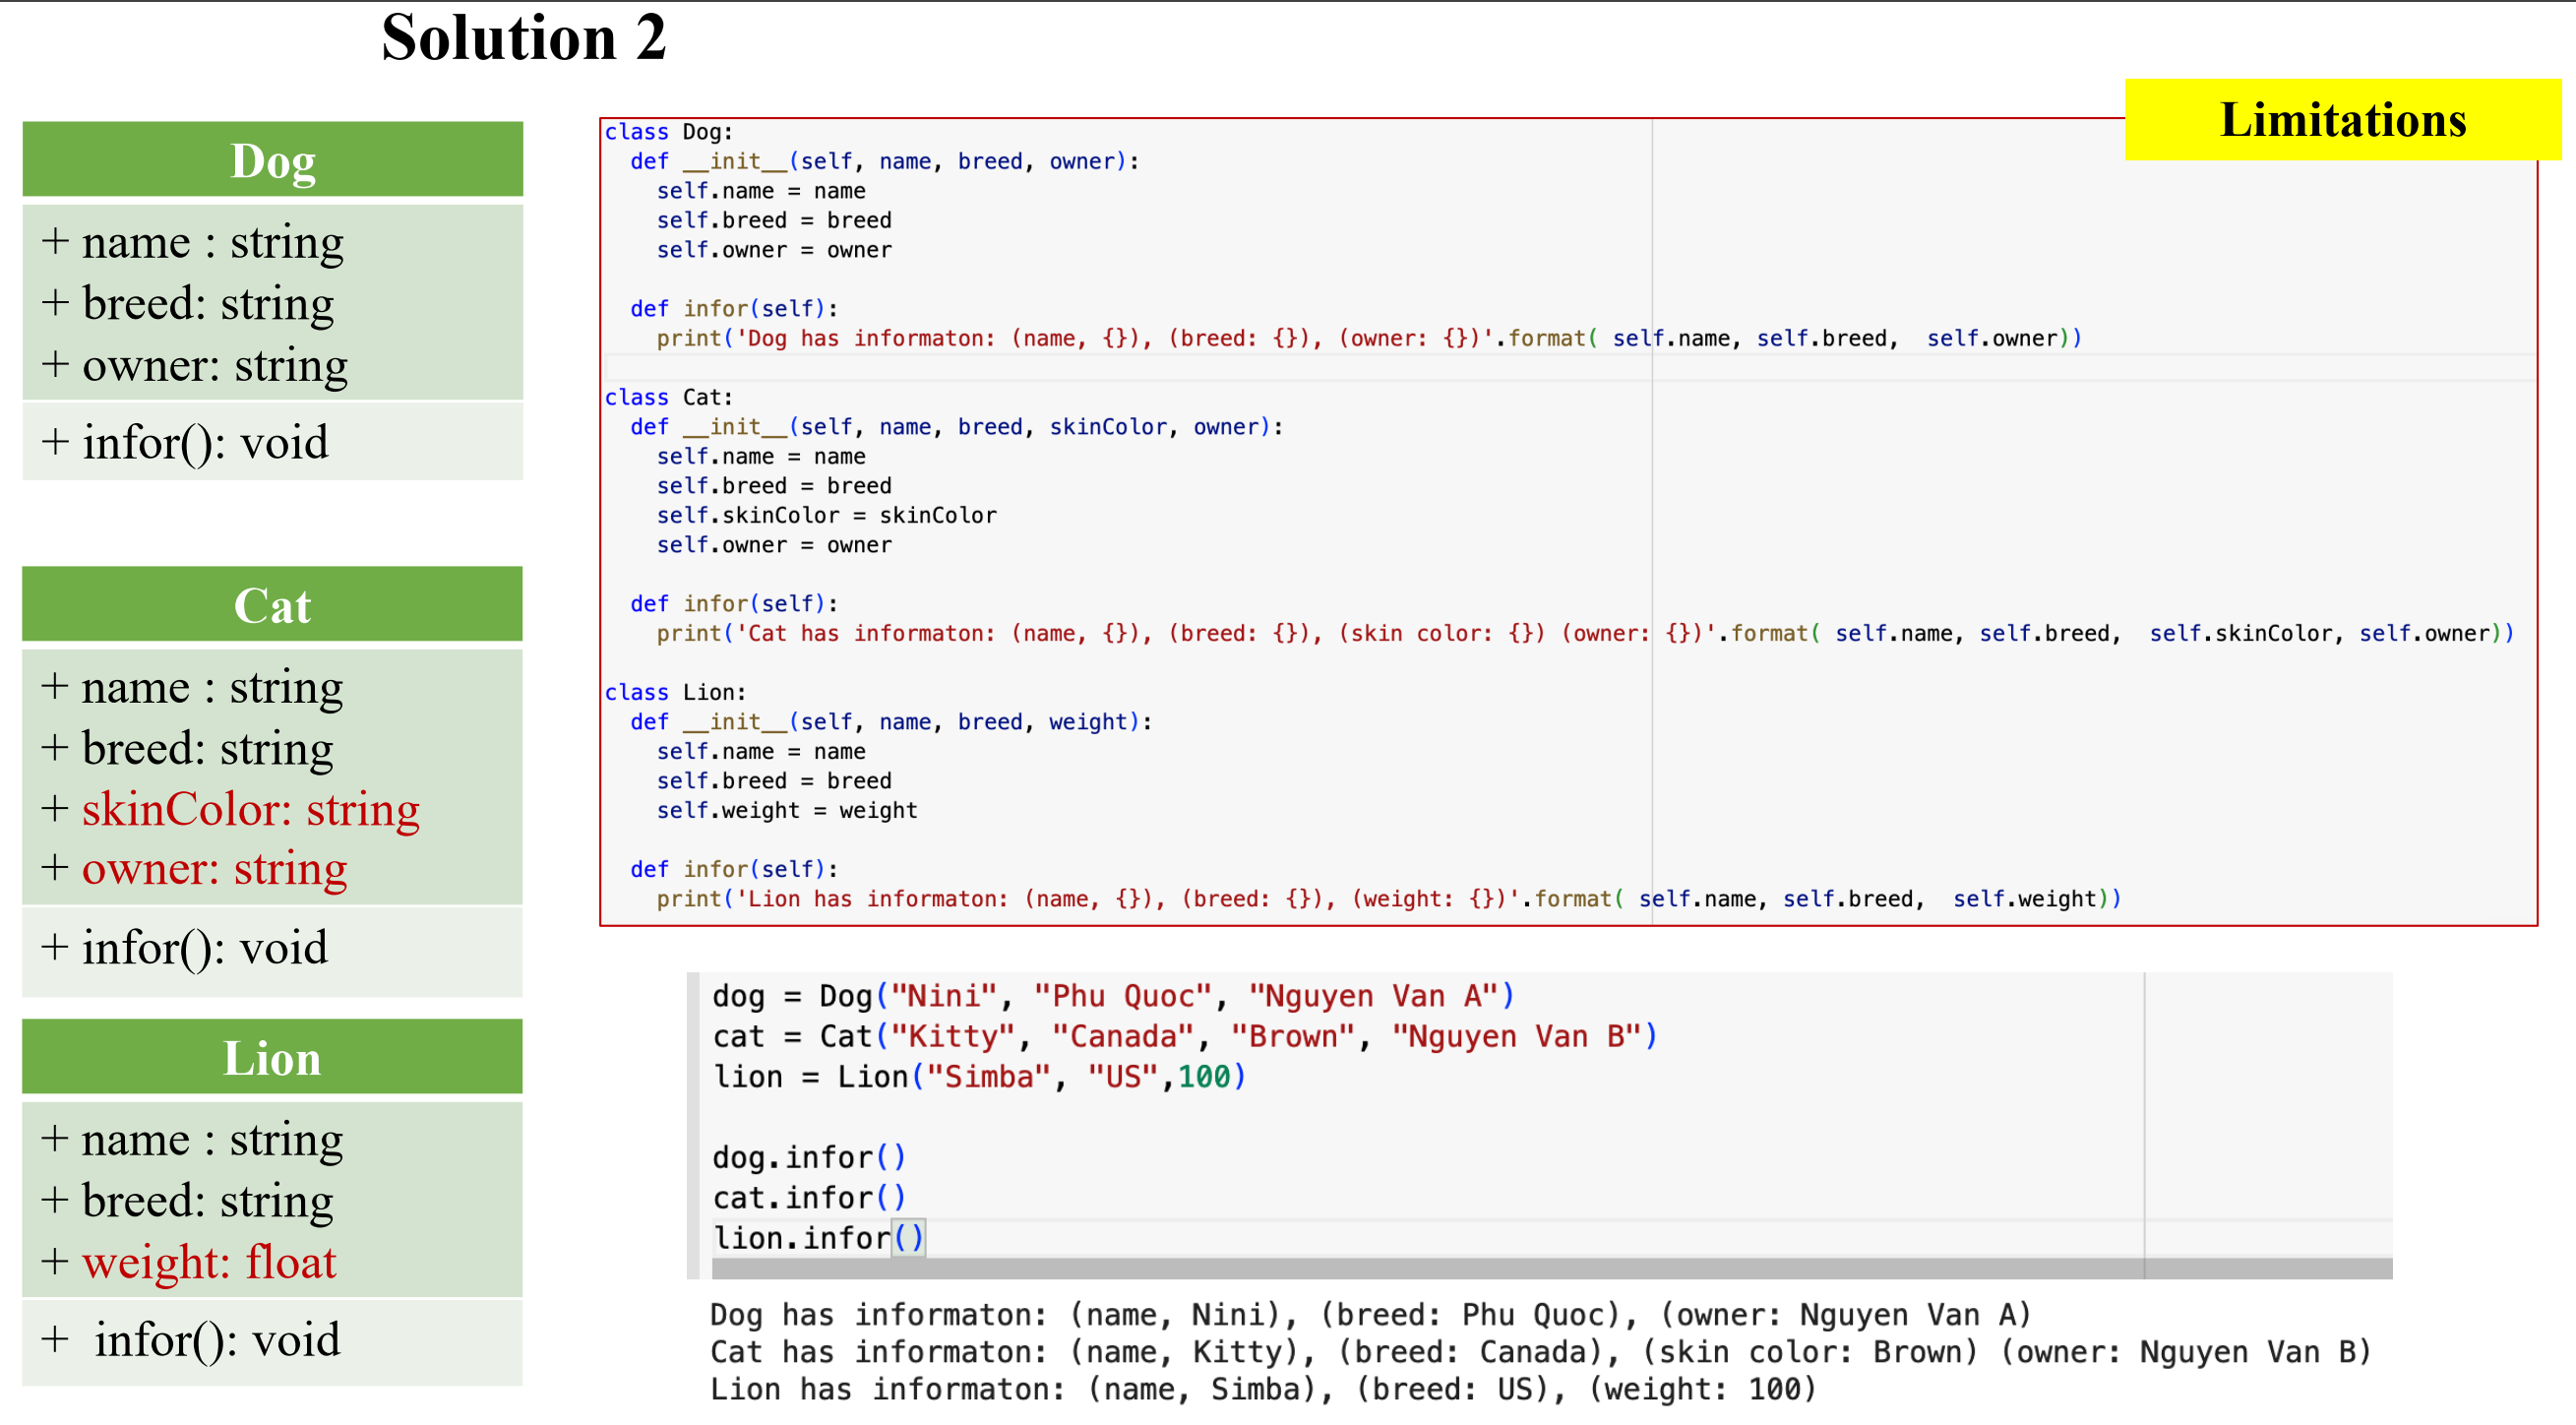 Solution 2
Limitations
Dog
+ name : string
+ breed: string
+ owner: string
+ infor(): void
Cat
+ name : string
+ breed: string
+ skinColor: string
+ owner: string
+ infor(): void
Lion
+ name : string
+ breed: string
+ weight: float
+ infor(): void
class Dog:
  def __init__(self, name, breed, owner):
    self.name = name
    self.breed = breed
    self.owner = owner
  def infor(self):
    print('Dog has informaton: (name, {}), (breed: {}), (owner: {})'.format( self.name, self.breed,  self.owner))
class Cat:
  def __init__(self, name, breed, skinColor, owner):
    self.name = name
    self.breed = breed
    self.skinColor = skinColor
    self.owner = owner
  def infor(self):
    print('Cat has informaton: (name, {}), (breed: {}), (skin color: {}) (owner: {})'.format( self.name, self.breed,  self.skinColor, self.owner))
class Lion:
  def __init__(self, name, breed, weight):
    self.name = name
    self.breed = breed
    self.weight = weight
  def infor(self):
    print('Lion has informaton: (name, {}), (breed: {}), (weight: {})'.format( self.name, self.breed,  self.weight))
dog = Dog("Nini", "Phu Quoc", "Nguyen Van A")
cat = Cat("Kitty", "Canada", "Brown", "Nguyen Van B")
lion = Lion("Simba", "US",100)
dog.infor()
cat.infor()
lion.infor()
Dog has informaton: (name, Nini), (breed: Phu Quoc), (owner: Nguyen Van A)
Cat has informaton: (name, Kitty), (breed: Canada), (skin color: Brown) (owner: Nguyen Van B)
Lion has informaton: (name, Simba), (breed: US), (weight: 100)